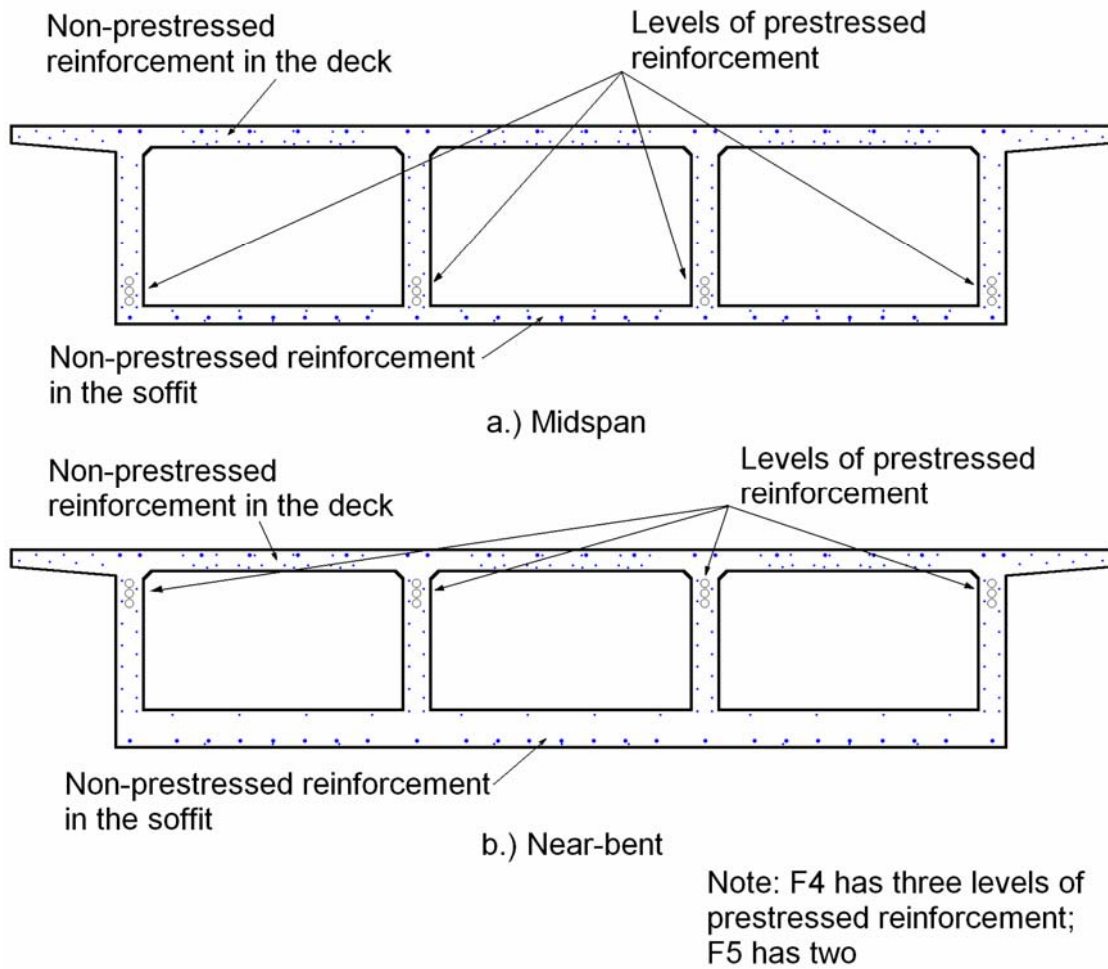 Non-prestressed
reinforcement in the deck
Levels of prestressed
reinforcement
Non-prestressed reinforcement
in the soffit
a.) Midspan
Non-prestressed
reinforcement in the deck
Levels of prestressed
reinforcement
Non-prestressed reinforcement
in the soffit
b.) Near-bent
Note: F4 has three levels of
prestressed reinforcement;
F5 has two